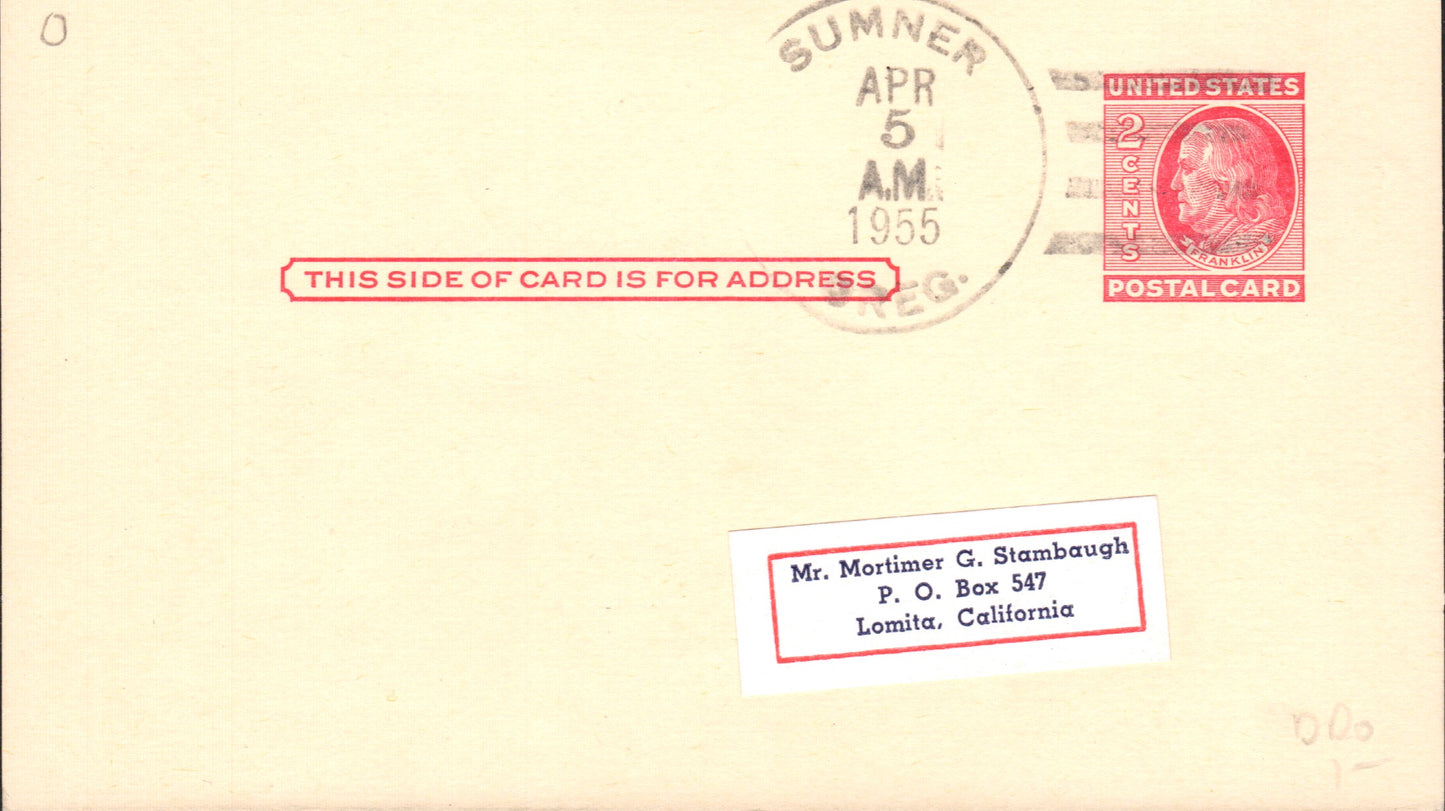 O
SUMNER
APR
5
A.M.
1955
OREG.
UNITED STATES
2 CENTS
FRANKLIN
POSTAL CARD
THIS SIDE OF CARD IS FOR ADDRESS
Mr. Mortimer G. Stambaugh
P. O. Box 547
Lomita, California